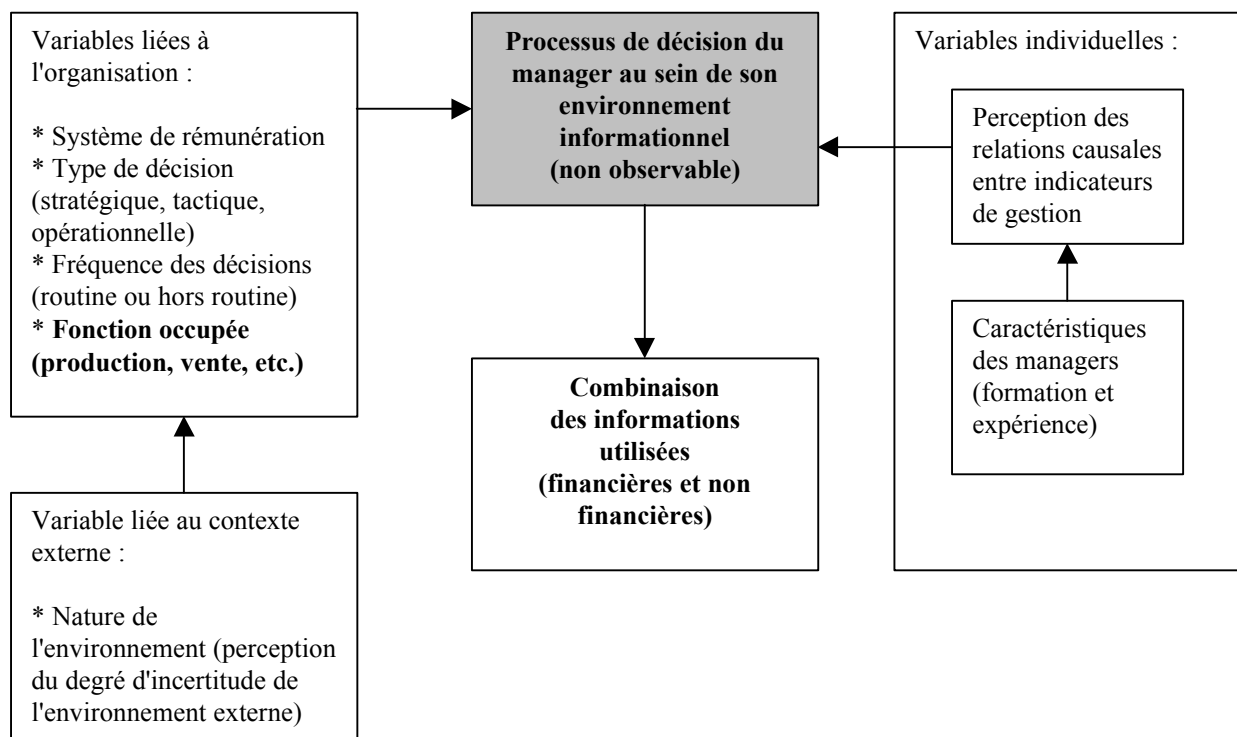 Variables liées à
l'organisation :
* Système de rémunération
* Type de décision
(stratégique, tactique,
opérationnelle)
* Fréquence des décisions
(routine ou hors routine)
* Fonction occupée
(production, vente, etc.)
Variable liée au contexte
externe :
* Nature de
l'environnement (perception
du degré d'incertitude de
l'environnement externe)
Processus de décision du
manager au sein de son
environnement
informationnel
(non observable)
Combinaison
des informations
utilisées
(financières et non
financières)
Variables individuelles :
Perception des
relations causales
entre indicateurs
de gestion
Caractéristiques
des managers
(formation et
expérience)